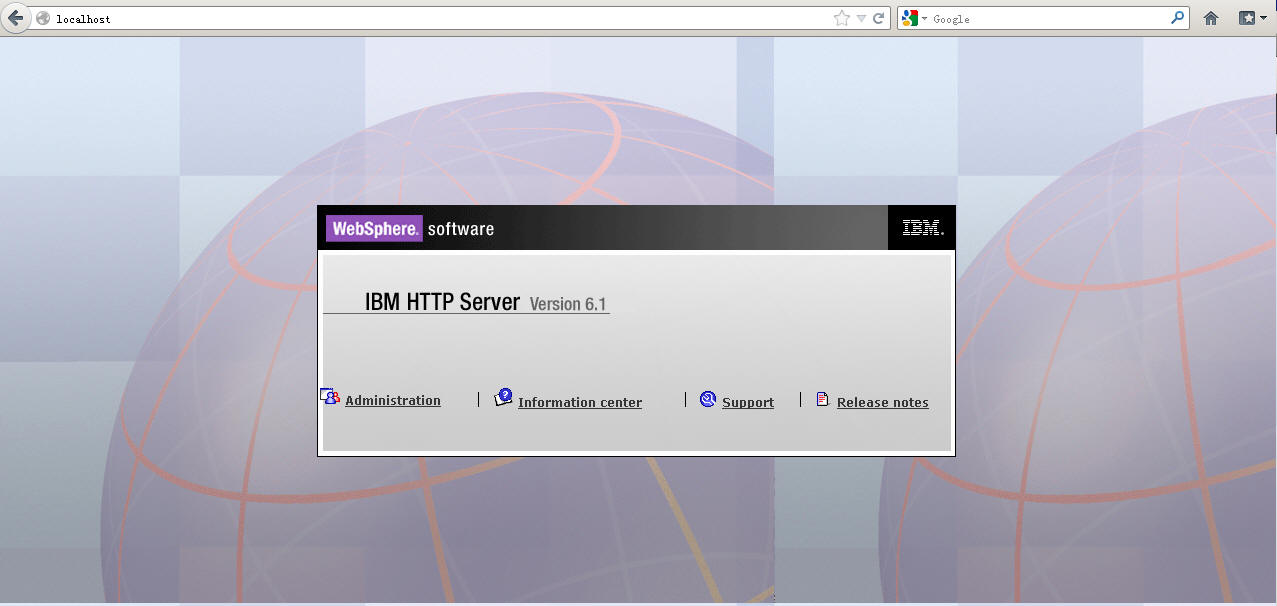 localhost
Google
WebSphere. software
IBM.
IBM HTTP Server Version 6.1
Administration | Information center | Support | Release notes